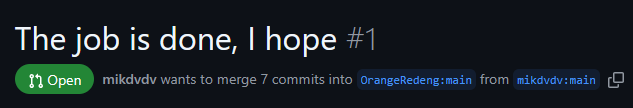 The job is done, I hope #1
Open mikdvdv wants to merge 7 commits into OrangeRedeng:main from mikdvdv:main